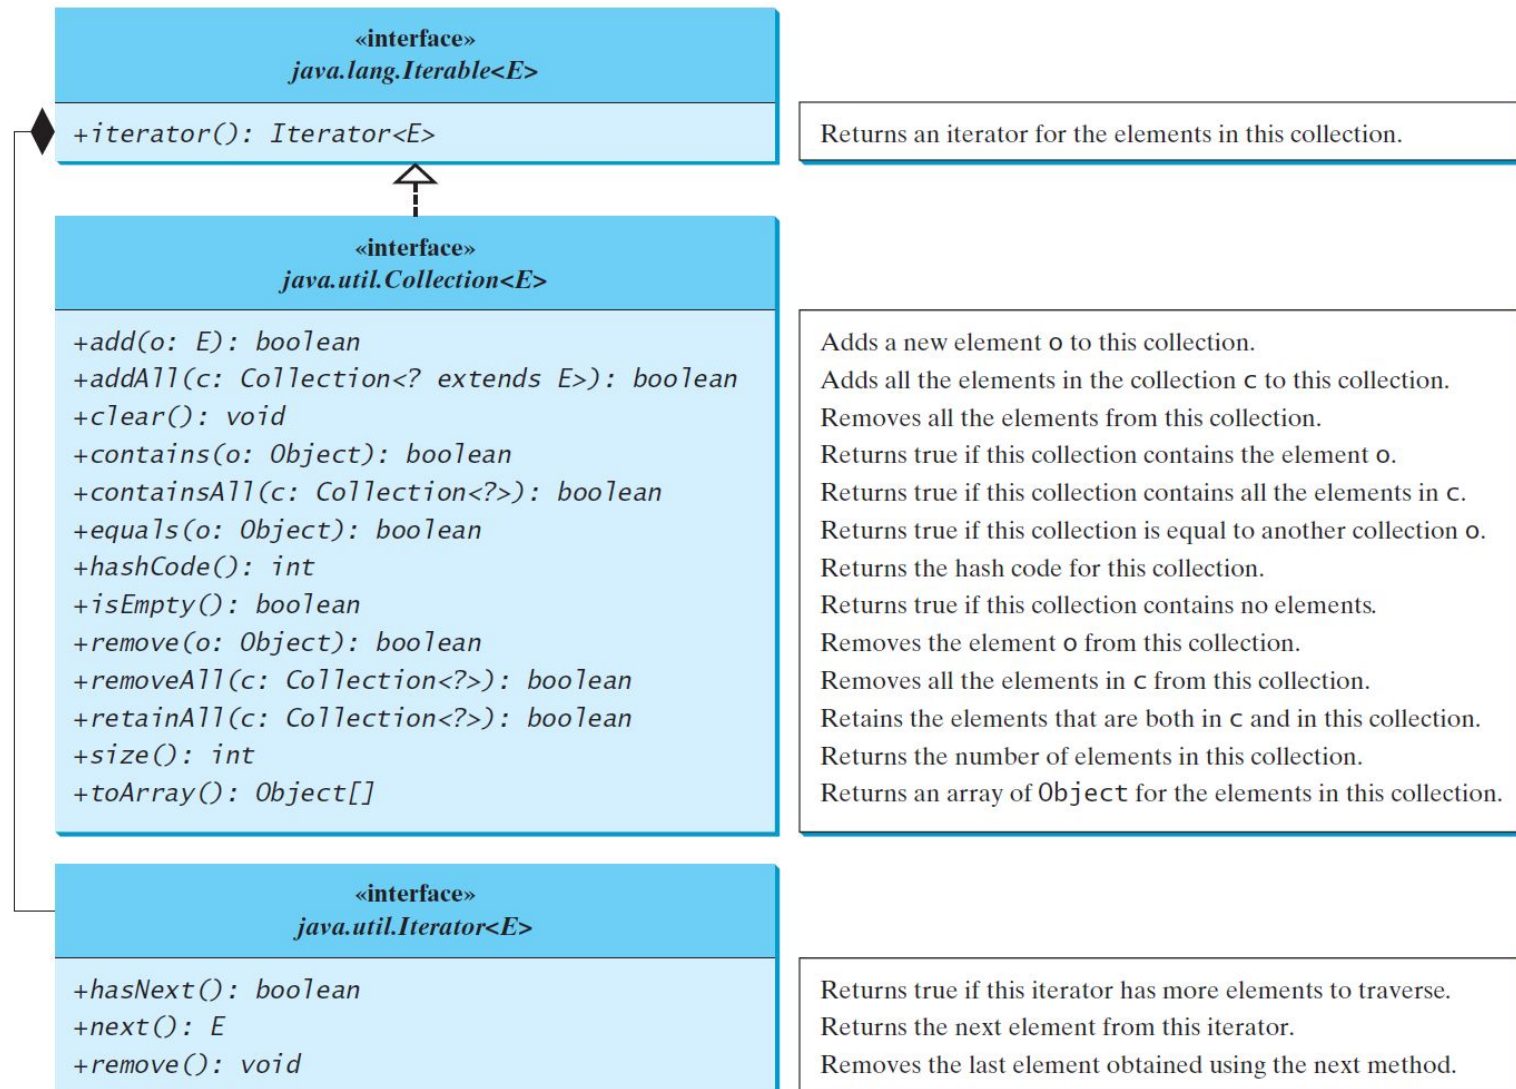 «interface»
java.lang.Iterable<E>
+iterator(): Iterator<E>
Returns an iterator for the elements in this collection.
«interface»
java.util.Collection<E>
+add(o: E): boolean
Adds a new element o to this collection.
+addAll(c: Collection<? extends E>): boolean
Adds all the elements in the collection c to this collection.
+clear(): void
Removes all the elements from this collection.
+contains(o: Object): boolean
Returns true if this collection contains the element o.
+containsAll(c: Collection<?>): boolean
Returns true if this collection contains all the elements in c.
+equals(o: Object): boolean
Returns true if this collection is equal to another collection o.
+hashCode(): int
Returns the hash code for this collection.
+isEmpty(): boolean
Returns true if this collection contains no elements.
+remove(o: Object): boolean
Removes the element o from this collection.
+removeAll(c: Collection<?>): boolean
Removes all the elements in c from this collection.
+retainAll(c: Collection<?>): boolean
Retains the elements that are both in c and in this collection.
+size(): int
Returns the number of elements in this collection.
+toArray(): Object[]
Returns an array of Object for the elements in this collection.
«interface»
java.util.Iterator<E>
+hasNext(): boolean
Returns true if this iterator has more elements to traverse.
+next(): E
Returns the next element from this iterator.
+remove(): void
Removes the last element obtained using the next method.